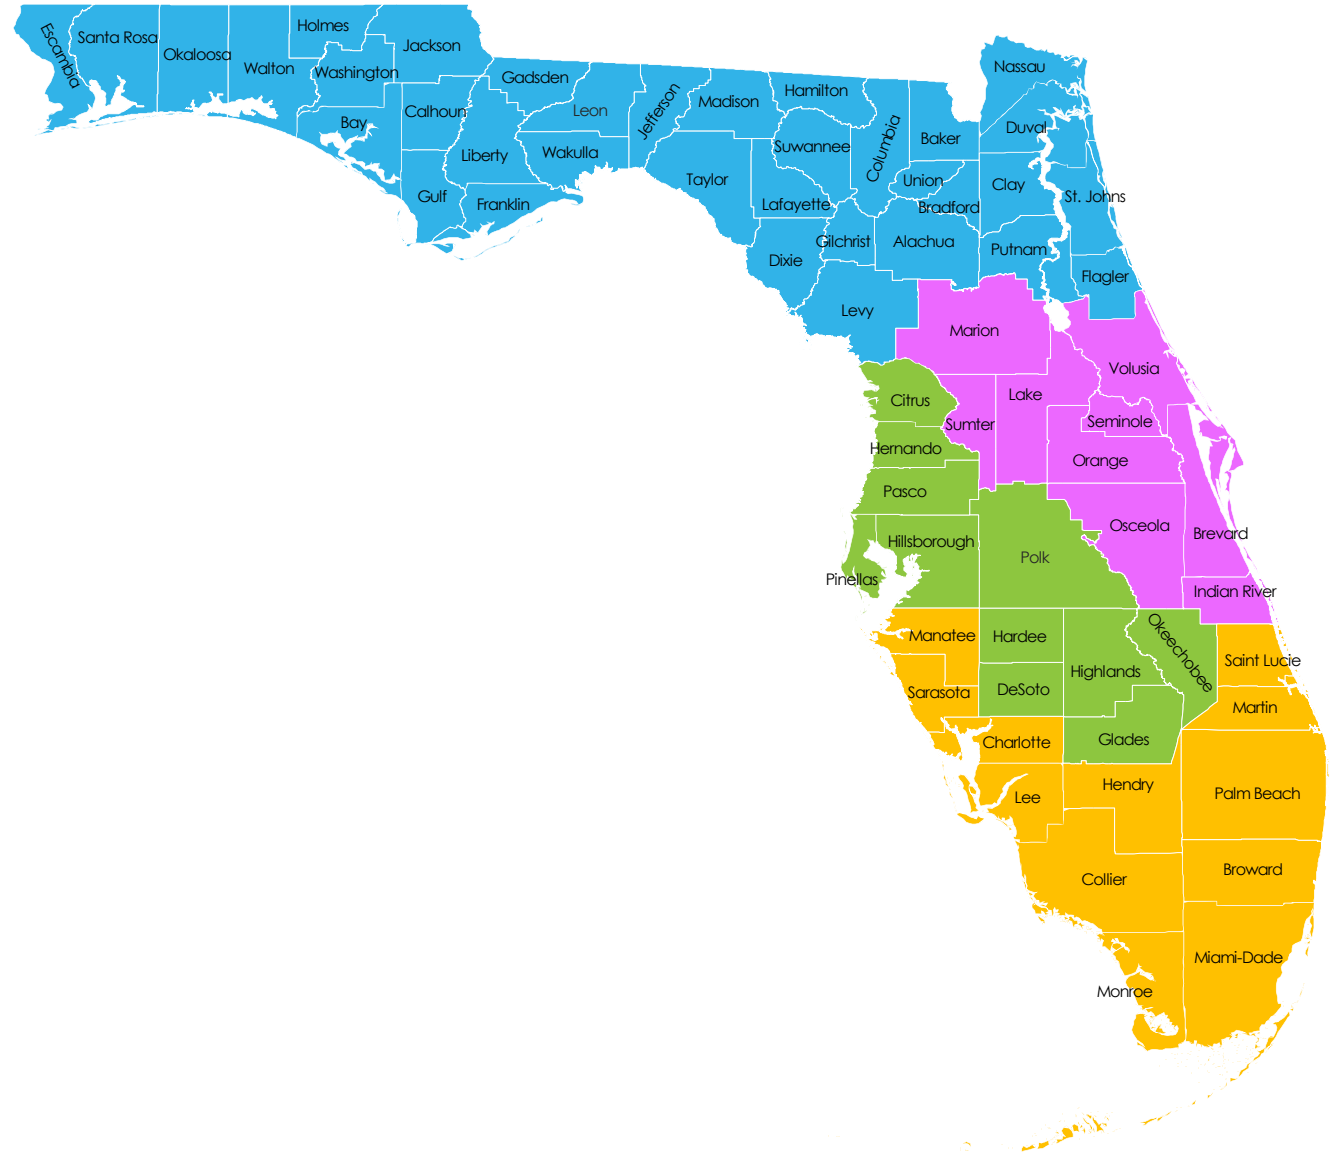 Escambia
Santa Rosa
Okaloosa
Walton
Holmes
Washington
Jackson
Bay
Calhoun
Gulf
Liberty
Gadsden
Franklin
Leon
Wakulla
Jefferson
Madison
Taylor
Hamilton
Suwannee
Lafayette
Columbia
Dixie
Gilchrist
Baker
Union
Bradford
Alachua
Levy
Nassau
Duval
Clay
St. Johns
Putnam
Flagler
Marion
Volusia
Lake
Citrus
Sumter
Seminole
Hernando
Orange
Pasco
Osceola
Brevard
Hillsborough
Polk
Pinellas
Indian River
Manatee
Hardee
Okeechobee
Saint Lucie
Highlands
Sarasota
DeSoto
Martin
Charlotte
Glades
Lee
Hendry
Palm Beach
Broward
Collier
Miami-Dade
Monroe